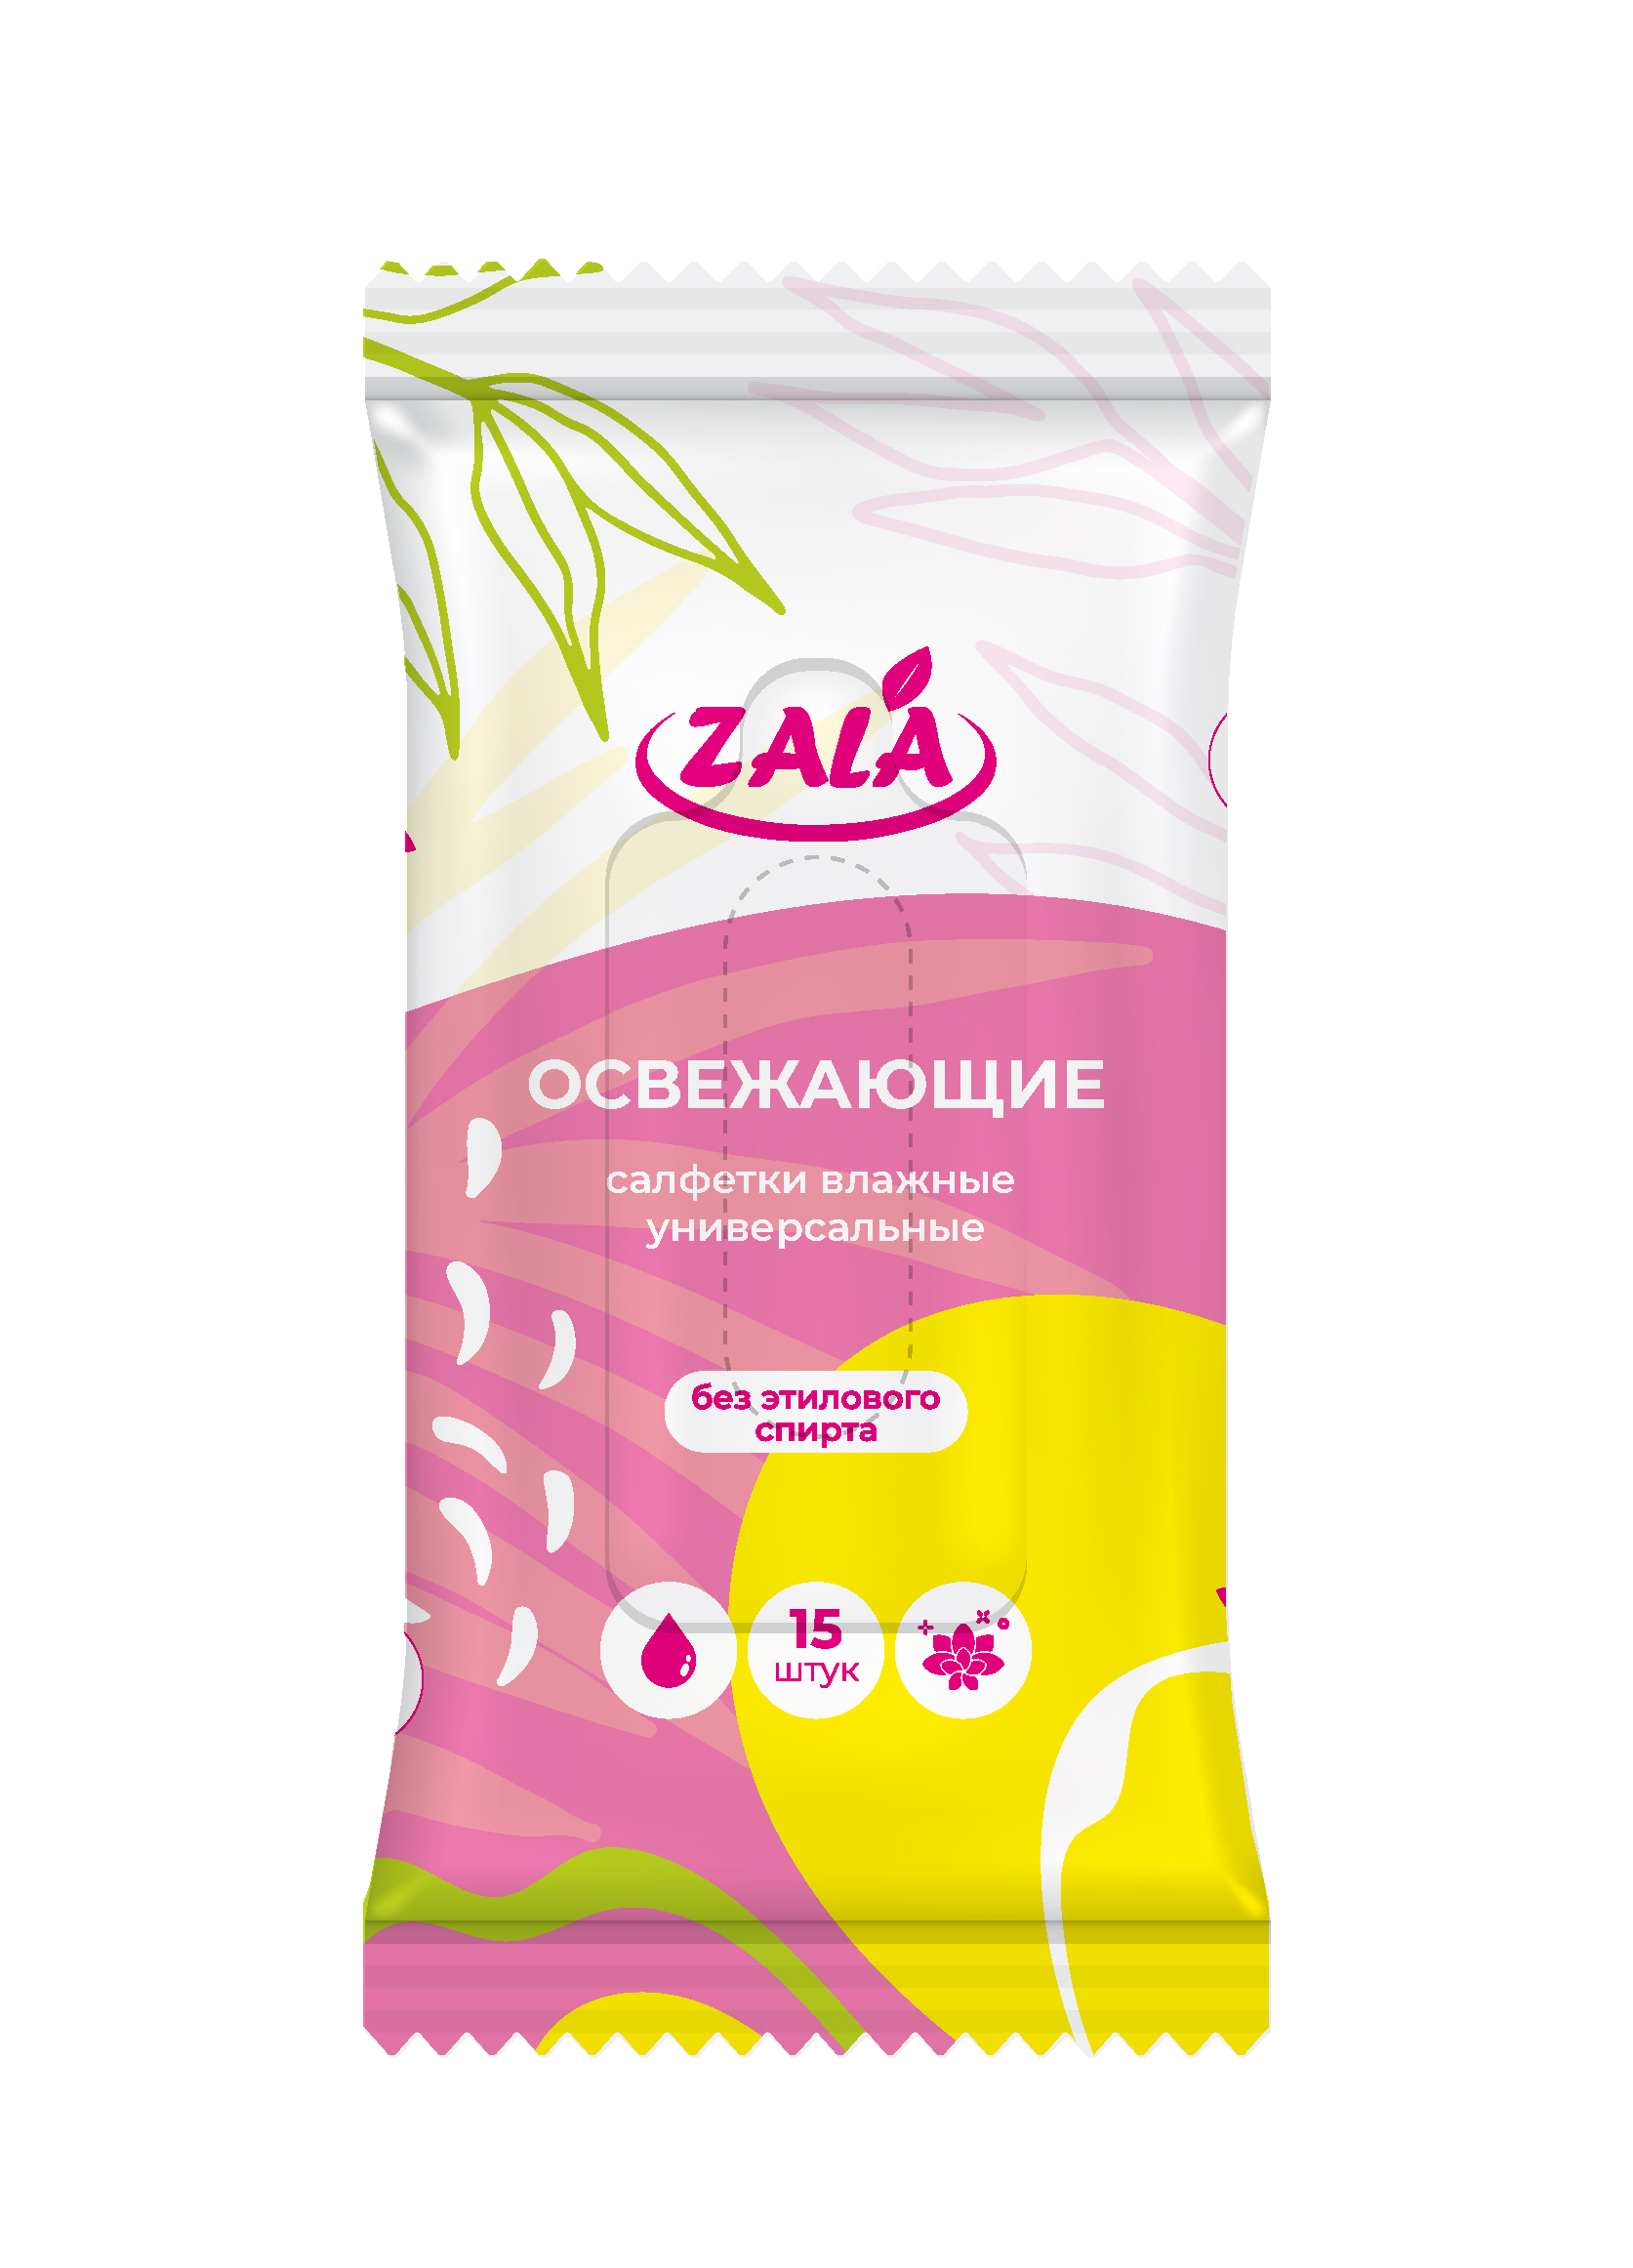 ZALA
ОСВЕЖАЮЩИЕ
салфетки влажные
универсальные
без этилового
спирта
15
штук